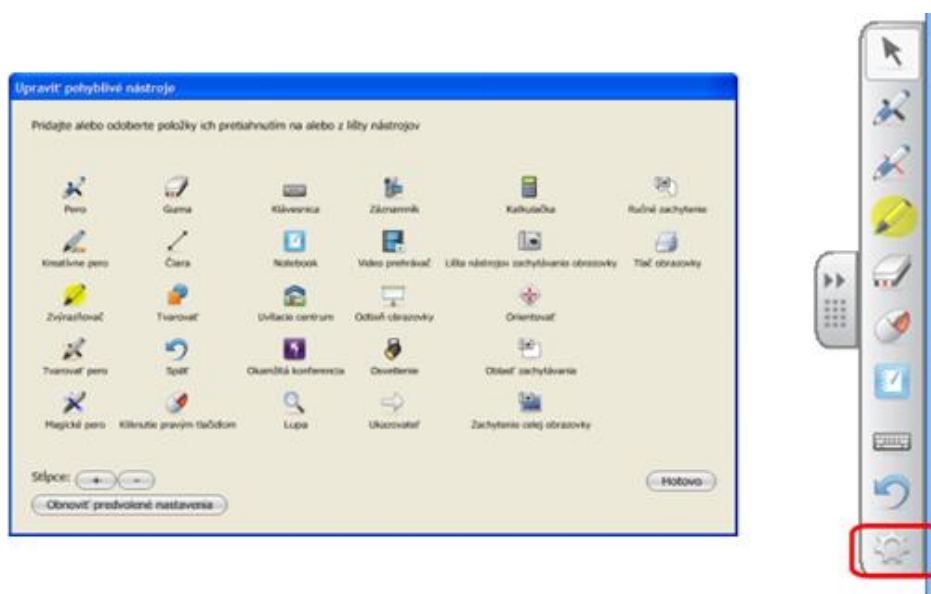 Upraviť pohyblivé nástroje
Pridajte alebo odoberte položky ich pretiahnutím na alebo z lišty nástrojov
Pero Guma Klávesnica Záznamník Kalkulačka Ručné zachytenie
Kreatívne pero Čiara Notebook Video prehrávač Lišta nástrojov zachytávanie obrazovky Tlač obrazovky
Zvýrazňovač Tvarovať Uvítacie centrum Odtieň obrazovky Orientovať
Tvarovať pero Späť Okamžitá konferencia Osvetlenie Oblasť zachytávania
Magické pero Kliknutie pravým tlačidlom Lupa Ukazovateľ Zachytenie celej obrazovky
Stĺpce: + - Hotovo
Obnoviť predvolené nastavenia